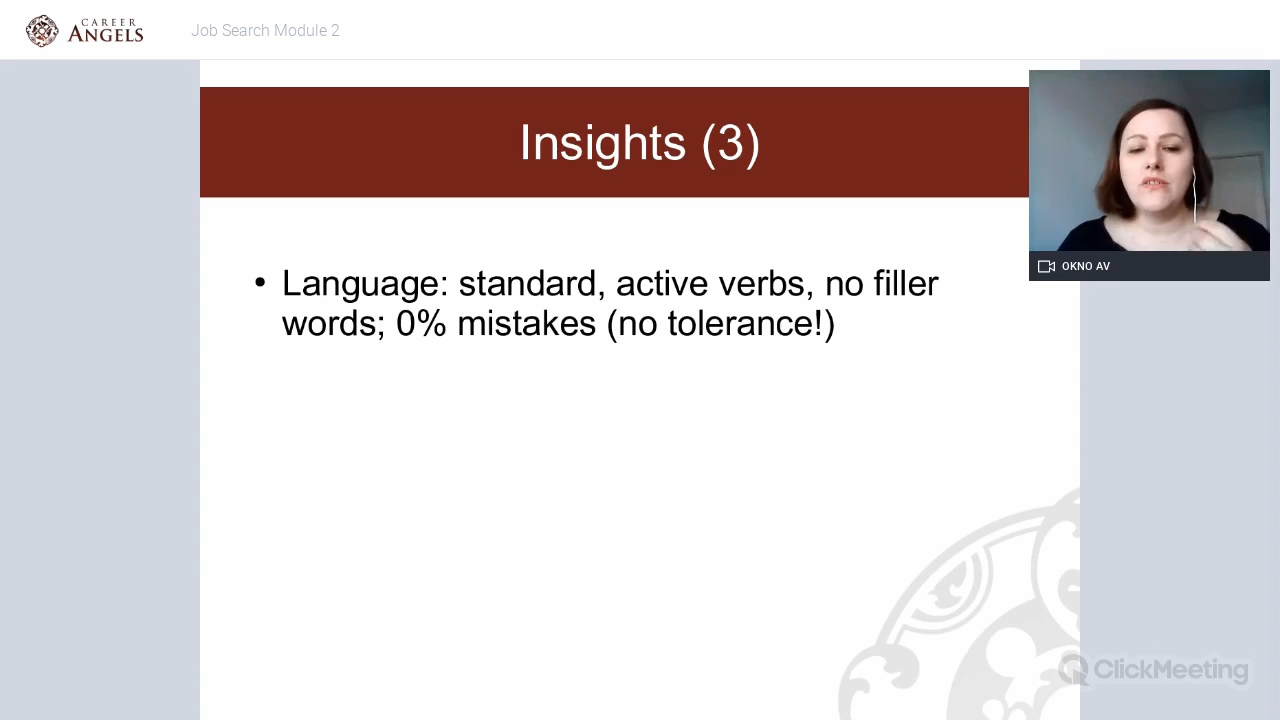 CAREER
ANGELS
Job Search Module 2
Insights (3)
• Language: standard, active verbs, no filler
words; 0% mistakes (no tolerance!)
OKNO AV
ClickMeeting